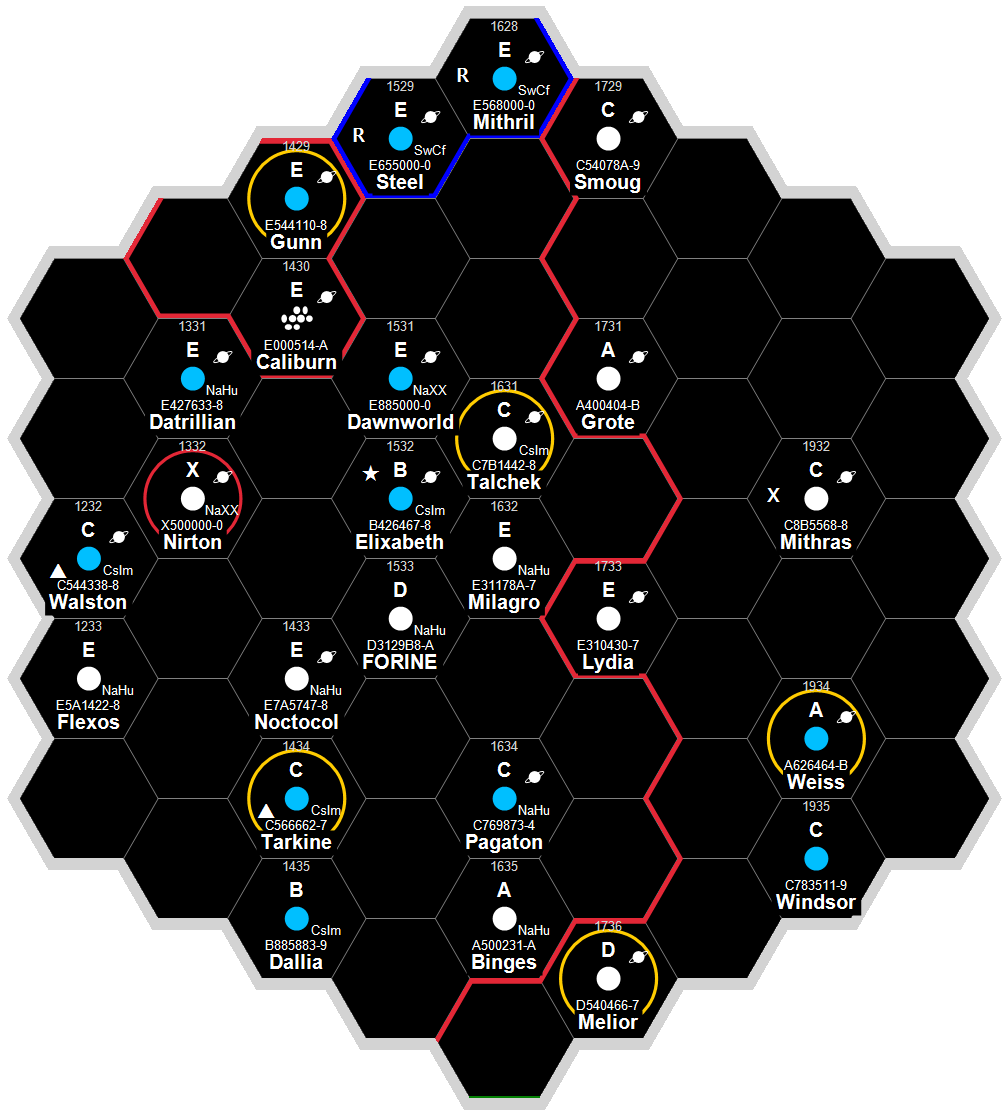 1628
E
R
SwCf
E568000-0
Mithril
1529
E
R
SwCf
E655000-0
Steel
1729
C
C54078A-9
Smoug
1429
E
E544110-8
Gunn
1430
E
E000514-A
Caliburn
1331
E
NaHu
E427633-8
Datrillian
1531
E
NaXX
E885000-0
Dawnworld
1731
A
A400404-B
Grote
1631
C
CsIm
C7B1442-8
Talchek
1332
X
NaXX
X500000-0
Nirton
1532
B
CsIm
B426467-8
Elixabeth
1932
C
X
C8B5568-8
Mithras
1232
C
CsIm
C544338-8
Walston
1632
E
NaHu
E31178A-7
Milagro
1533
D
NaHu
D3129B8-A
FORINE
1733
E
E310430-7
Lydia
1233
E
NaHu
E5A1422-8
Flexos
1433
E
NaHu
E7A5747-8
Noctocol
1934
A
A626464-B
Weiss
1434
C
CsIm
C566662-7
Tarkine
1634
C
NaHu
C769873-4
Pagaton
1935
C
C783511-9
Windsor
1435
B
CsIm
B885883-9
Dallia
1635
A
NaHu
A500231-A
Binges
1736
D
D540466-7
Melior